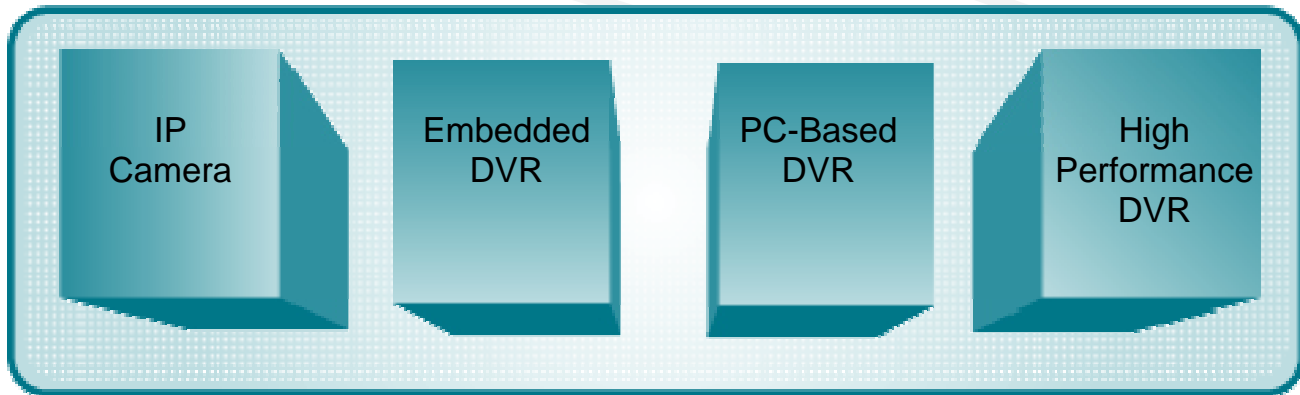 IP
Camera
Embedded
DVR
PC-Based
DVR
High
Performance
DVR